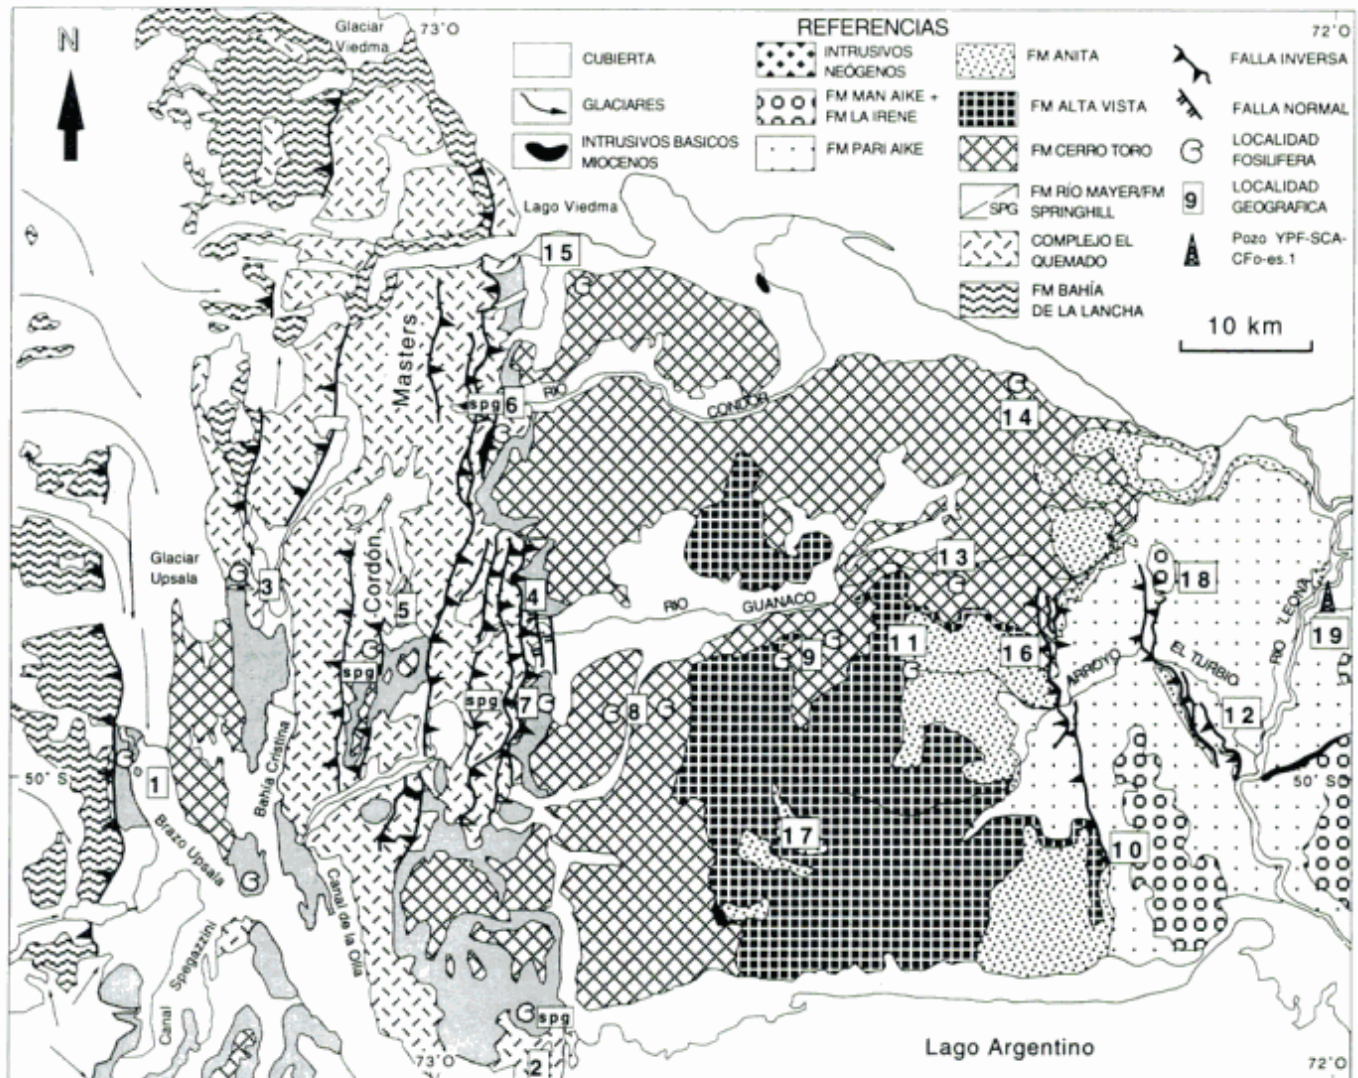 REFERENCIAS
N
Glaciar
Viedma
73°O
72°O
CUBIERTA
GLACIARES
INTRUSIVOS BASICOS
MIOCENOS
INTRUSIVOS
NEÓGENOS
FM MAN AIKE +
FM LA IRENE
FM PARI AIKE
FM ANITA
FM ALTA VISTA
FM CERRO TORO
SPG
FM RÍO MAYER/FM
SPRINGHILL
COMPLEJO EL
QUEMADO
FM BAHÍA
DE LA LANCHA
FALLA INVERSA
FALLA NORMAL
LOCALIDAD
FOSILIFERA
9
LOCALIDAD
GEOGRAFICA
Pozo YPF-SCA-
CFo-es.1
10 km
Lago Viedma
15
Masters
spg
6
RIO
CONDOR
14
Glaciar
Upsala
3
Cordón
5
4
RIO
GUANACO
13
18
RIO LEONA
19
11
16
9
ARROYO
EL TURBIO
12
spg
spg
7
8
50° S
1
Bahía Cristina
50° S
Brazo Upsala
17
10
Canal de la Olla
Canal
Spegazzini
spg
2
73°O
Lago Argentino
72°O